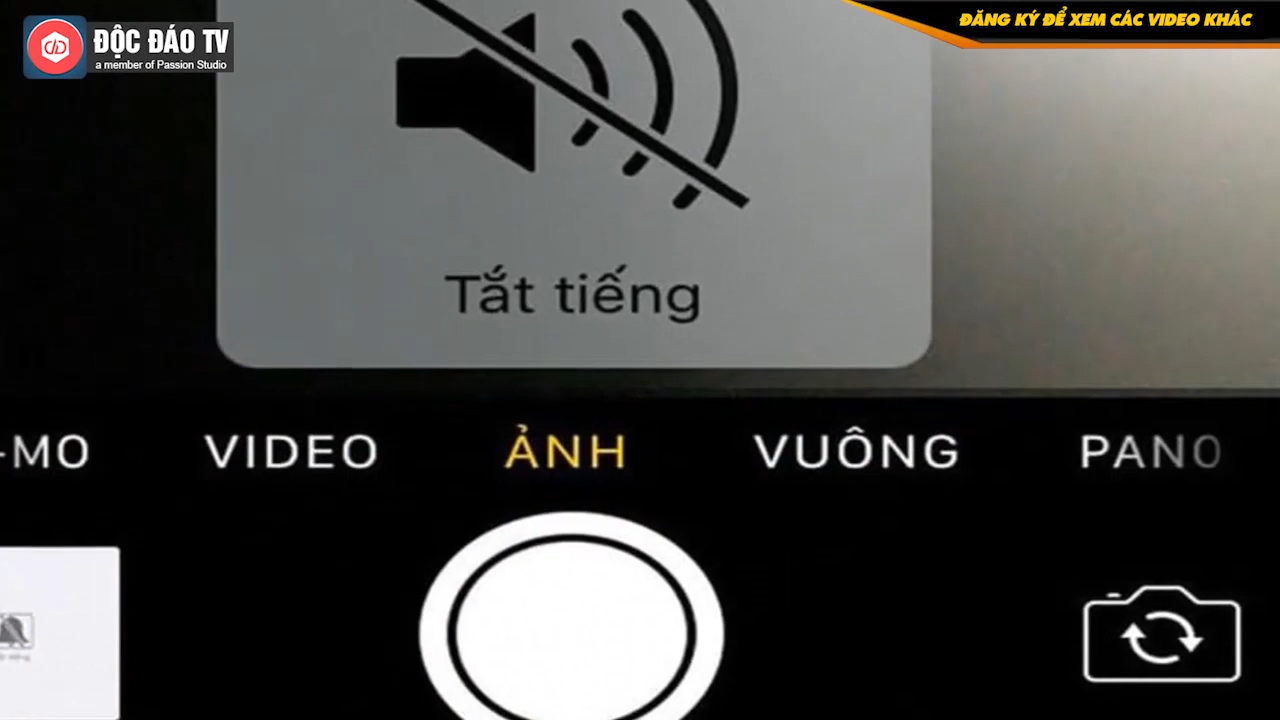 ĐỘC ĐÁO TV
a member of Passion Studio
ĐĂNG KÝ ĐỂ XEM CÁC VIDEO KHÁC
Tắt tiếng
-MO VIDEO ẢNH VUÔNG PANO